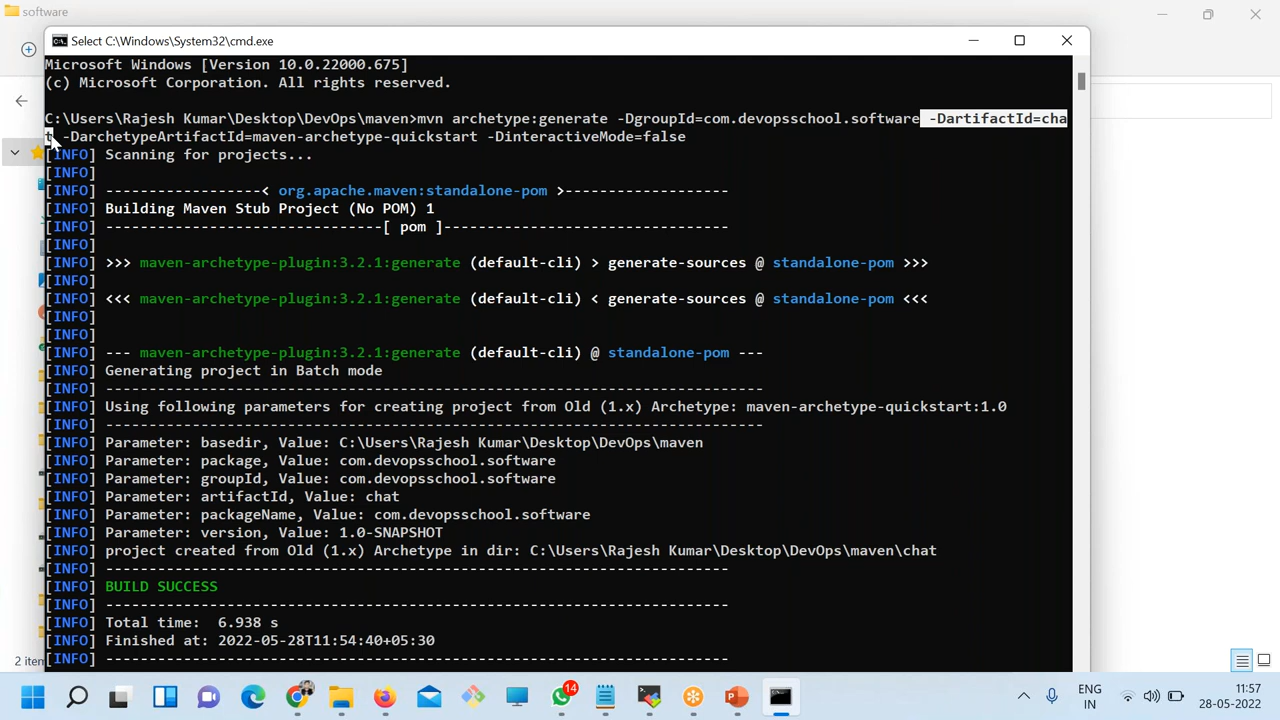 software
Select C:\Windows\System32\cmd.exe
Microsoft Windows [Version 10.0.22000.675]
(c) Microsoft Corporation. All rights reserved.
C:\Users\Rajesh Kumar\Desktop\DevOps\maven>mvn archetype:generate -DgroupId=com.devopsschool.software -DartifactId=cha
t -DarchetypeArtifactId=maven-archetype-quickstart -DinteractiveMode=false
[INFO] Scanning for projects...
[INFO]
[INFO] ------------------< org.apache.maven:standalone-pom >-------------------
[INFO] Building Maven Stub Project (No POM) 1
[INFO] --------------------------------[ pom ]---------------------------------
[INFO]
[INFO] >>> maven-archetype-plugin:3.2.1:generate (default-cli) > generate-sources @ standalone-pom >>>
[INFO]
[INFO] <<< maven-archetype-plugin:3.2.1:generate (default-cli) < generate-sources @ standalone-pom <<<
[INFO]
[INFO]
[INFO] --- maven-archetype-plugin:3.2.1:generate (default-cli) @ standalone-pom ---
[INFO] Generating project in Batch mode
[INFO] ----------------------------------------------------------------------------
[INFO] Using following parameters for creating project from Old (1.x) Archetype: maven-archetype-quickstart:1.0
[INFO] ----------------------------------------------------------------------------
[INFO] Parameter: basedir, Value: C:\Users\Rajesh Kumar\Desktop\DevOps\maven
[INFO] Parameter: package, Value: com.devopsschool.software
[INFO] Parameter: groupId, Value: com.devopsschool.software
[INFO] Parameter: artifactId, Value: chat
[INFO] Parameter: packageName, Value: com.devopsschool.software
[INFO] Parameter: version, Value: 1.0-SNAPSHOT
[INFO] project created from Old (1.x) Archetype in dir: C:\Users\Rajesh Kumar\Desktop\DevOps\maven\chat
[INFO] ------------------------------------------------------------------------
[INFO] BUILD SUCCESS
[INFO] ------------------------------------------------------------------------
[INFO] Total time:  6.938 s
[INFO] Finished at: 2022-05-28T11:54:40+05:30
[INFO] ------------------------------------------------------------------------
2 item
14
ENG
IN
11:57
28-05-2022